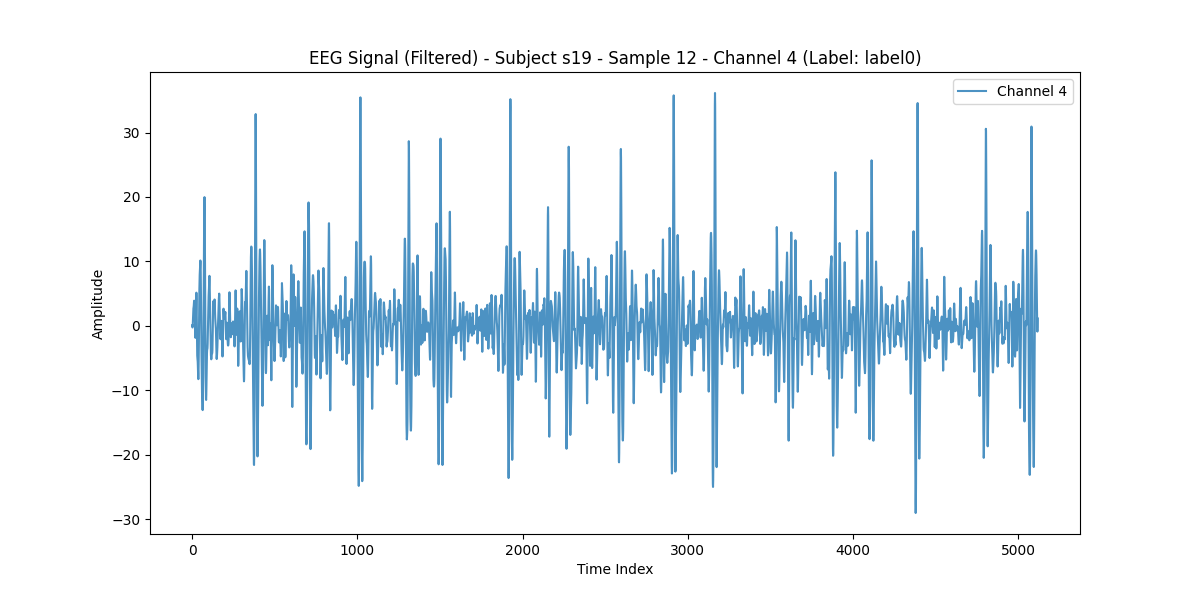 EEG Signal (Filtered) - Subject s19 - Sample 12 - Channel 4 (Label: label0)
Channel 4
Amplitude
30
20
10
0
−10
−20
−30
0 1000 2000 3000 4000 5000
Time Index